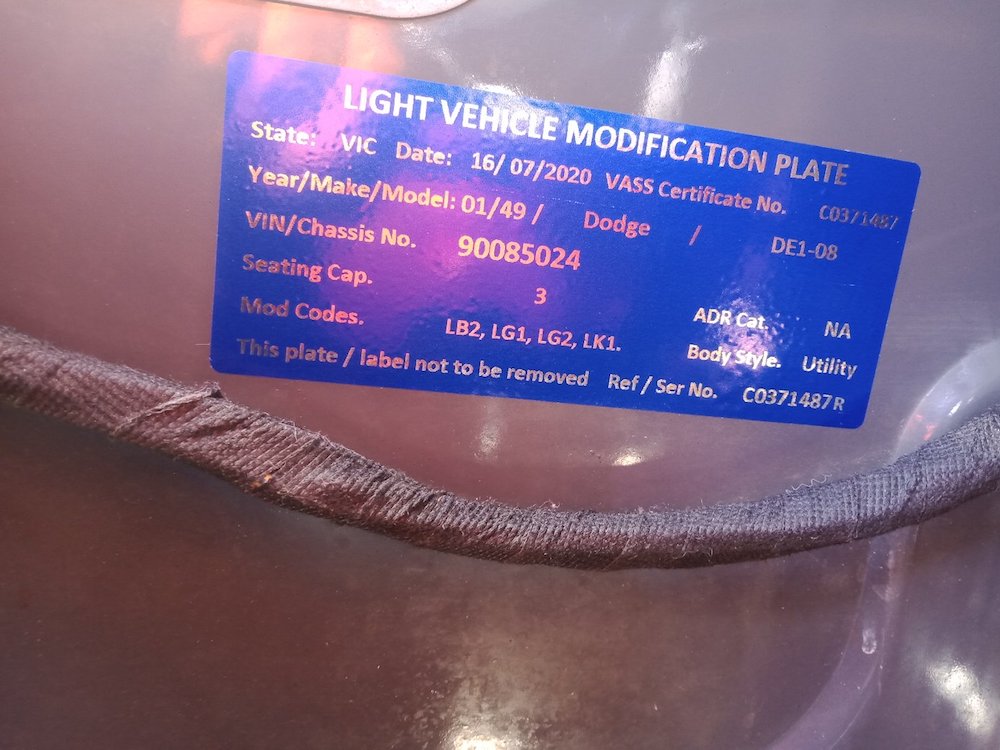 LIGHT VEHICLE MODIFICATION PLATE
State: VIC Date: 16/ 07/2020 VASS Certificate No. C0371487
Year/Make/Model: 01/49 / Dodge / DE1-08
VIN/Chassis No. 90085024
Seating Cap. 3 ADR Cat. NA
Mod Codes. LB2, LG1, LG2, LK1. Body Style. Utility
This plate / label not to be removed Ref / Ser No. C0371487R